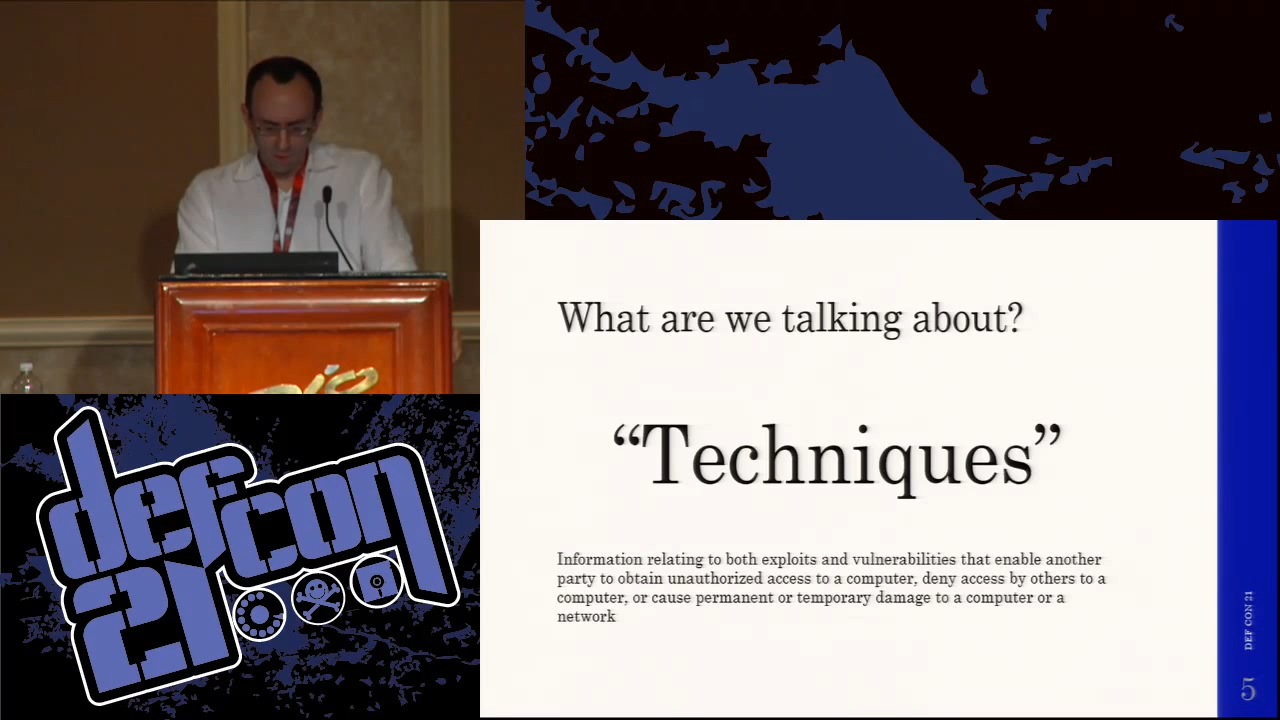 What are we talking about?
“Techniques”
Information relating to both exploits and vulnerabilities that enable another
party to obtain unauthorized access to a computer, deny access by others to a
computer, or cause permanent or temporary damage to a computer or a
network
DEF CON 21
5
defcon
21